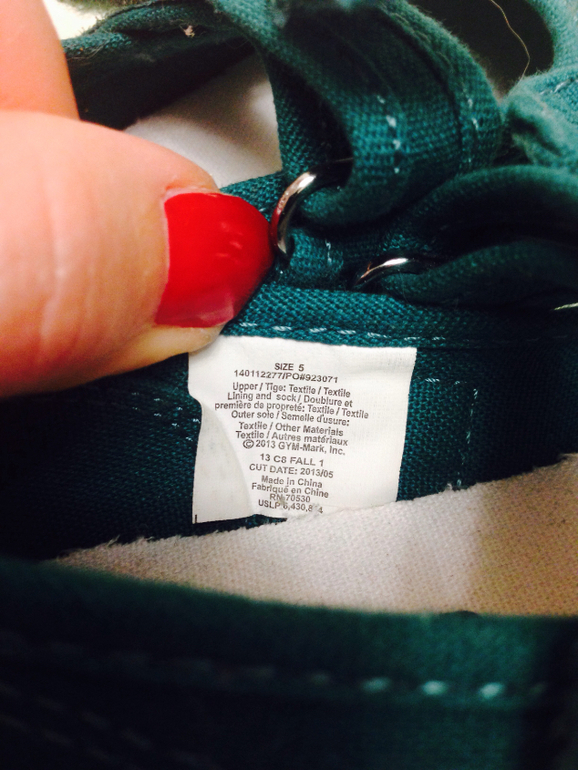 SIZE 5
140112277/PO#923071
Upper / Tige: Textile / Textile
Lining and sock / Doublure et
première de propreté: Textile / Textile
Outer sole / Semelle d'usure:
Textile / Other Materials
Textile / Autres matériaux
© 2013 GYM-Mark, Inc.
13 C8 FALL 1
CUT DATE: 2013/05
Made in China
Fabriqué en Chine
RN 70530
USLP